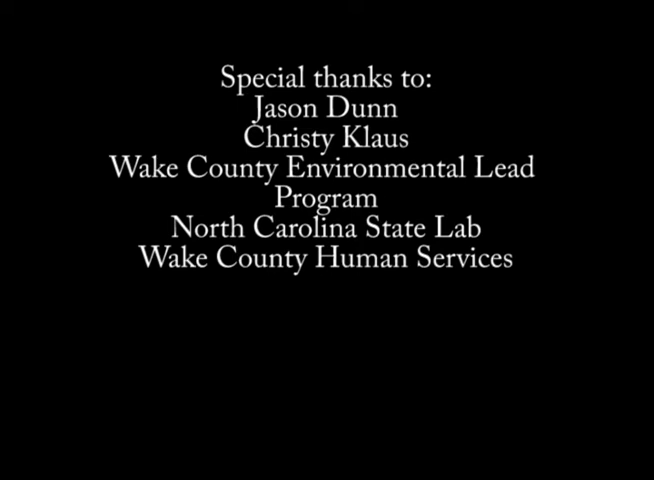 Special thanks to:
Jason Dunn
Christy Klaus
Wake County Environmental Lead
Program
North Carolina State Lab
Wake County Human Services